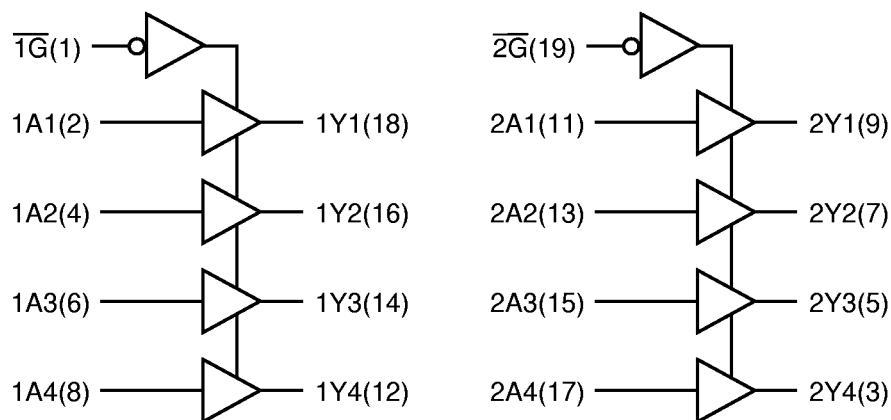 1G(1)
1A1(2) 1Y1(18)
1A2(4) 1Y2(16)
1A3(6) 1Y3(14)
1A4(8) 1Y4(12)
2G(19)
2A1(11) 2Y1(9)
2A2(13) 2Y2(7)
2A3(15) 2Y3(5)
2A4(17) 2Y4(3)